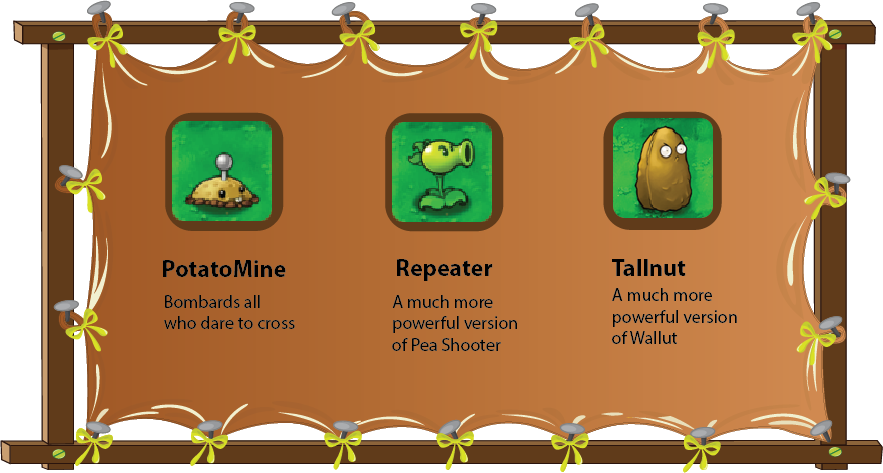 PotatoMine
Bombards all
who dare to cross
Repeater
A much more
powerful version
of Pea Shooter
Tallnut
A much more
powerful version
of Wallut